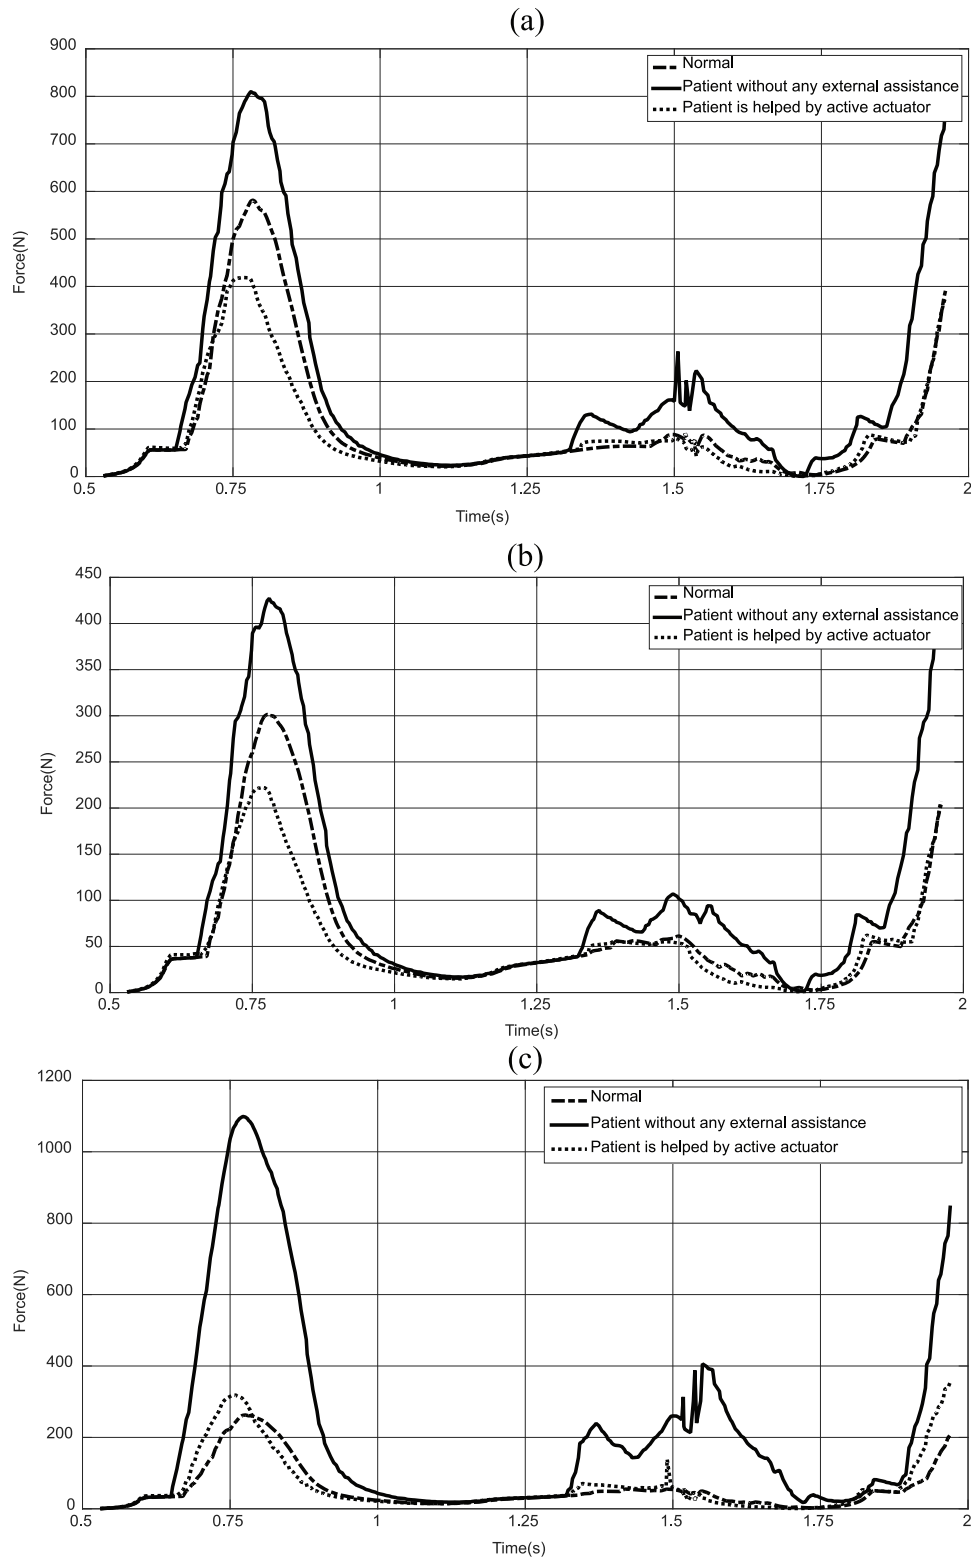 (a)
900
800
700
600
500
400
300
200
100
0
Force(N)
Normal
Patient without any external assistance
Patient is helped by active actuator
0.5 0.75 1 1.25 1.5 1.75 2
Time(s)
(b)
450
400
350
300
250
200
150
100
50
0
Force(N)
Normal
Patient without any external assistance
Patient is helped by active actuator
0.5 0.75 1 1.25 1.5 1.75 2
Time(s)
(c)
1200
1000
800
600
400
200
0
Force(N)
Normal
Patient without any external assistance
Patient is helped by active actuator
0.5 0.75 1 1.25 1.5 1.75 2
Time(s)